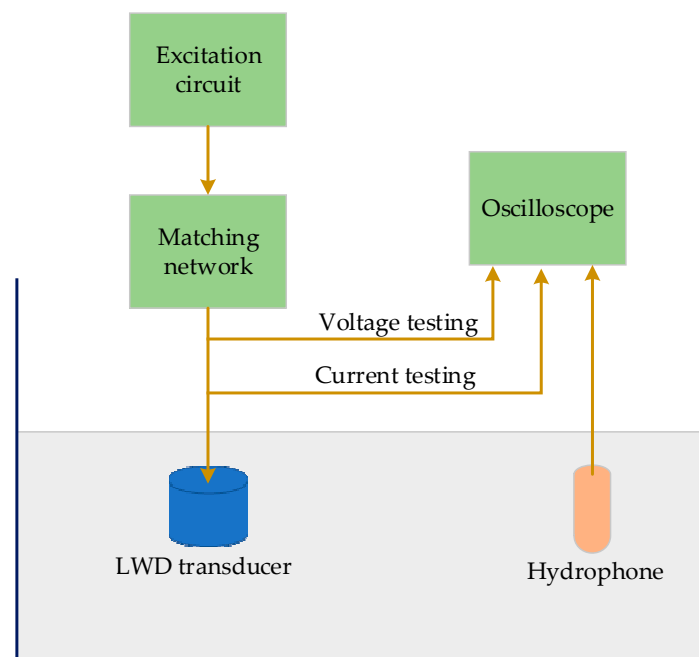 Excitation
circuit
Oscilloscope
Matching
network
Voltage testing
Current testing
LWD transducer
Hydrophone